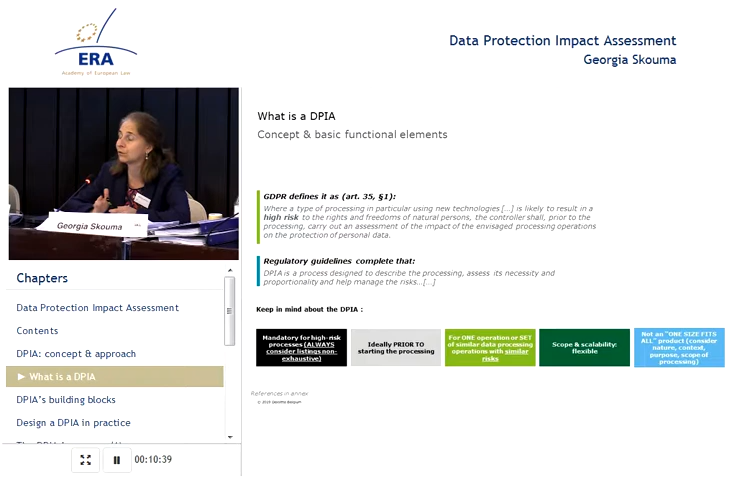 ERA
Academy of European Law
Data Protection Impact Assessment
Georgia Skouma
Georgia Skouma
Chapters
Data Protection Impact Assessment
Contents
DPIA: concept & approach
► What is a DPIA
DPIA's building blocks
Design a DPIA in practice
00:10:39
What is a DPIA
Concept & basic functional elements
GDPR defines it as (art. 35, §1):
Where a type of processing in particular using new technologies [...] is likely to result in a
high risk to the rights and freedoms of natural persons, the controller shall, prior to the
processing, carry out an assessment of the impact of the envisaged processing operations
on the protection of personal data.
Regulatory guidelines complete that:
DPIA is a process designed to describe the processing, assess its necessity and
proportionality and help manage the risks...[...]
Keep in mind about the DPIA :
Mandatory for high-risk
processes (ALWAYS
consider listings non-
exhaustive)
Ideally PRIOR TO
starting the processing
For ONE operation or SET
of similar data processing
operations with similar
risks
Scope & scalability:
flexible
Not an "ONE SIZE FITS
ALL" product (consider
nature, context,
purpose, scope of
processing)
References in annex